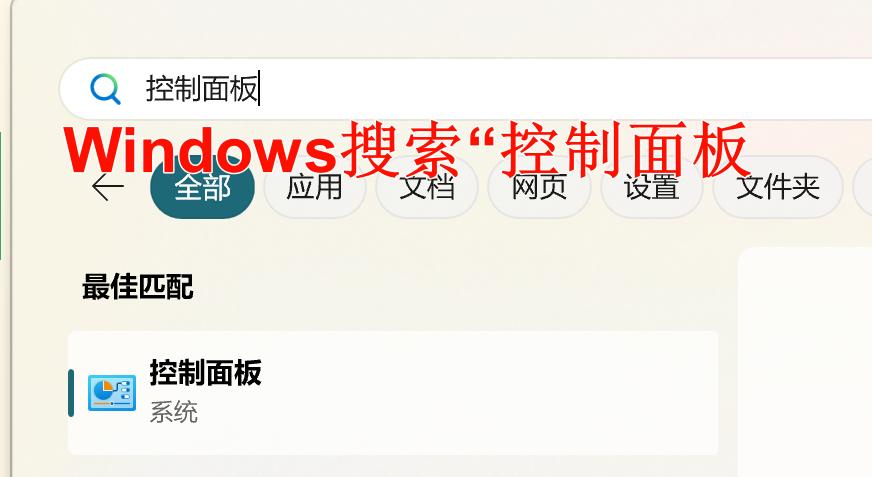 控制面板
Windows搜索“控制面板
全部 应用 文档 网页 设置 文件夹
最佳匹配
控制面板
系统